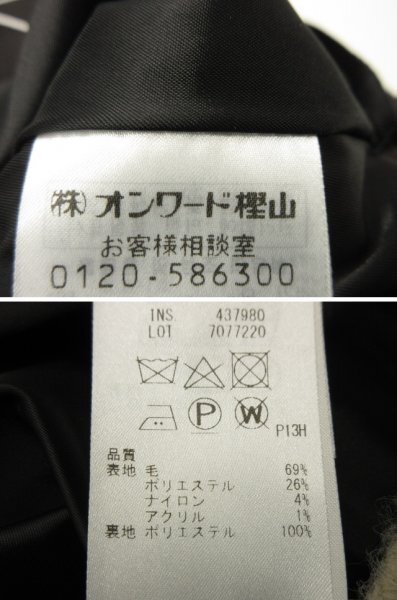 (株)オンワード樫山
お客様相談室
0120-586300
INS 437980
LOT 7077220
P W P13H
品質
表地 毛 69%
ポリエステル 26%
ナイロン 4%
アクリル 1%
裏地 ポリエステル 100%